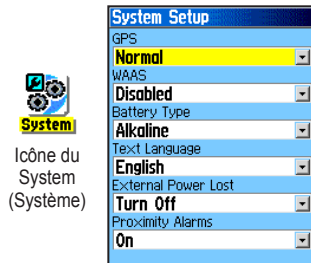 System
Icône du
System
(Système)
System Setup
GPS
Normal
WAAS
Disabled
Battery Type
Alkaline
Text Language
English
External Power Lost
Turn Off
Proximity Alarms
On